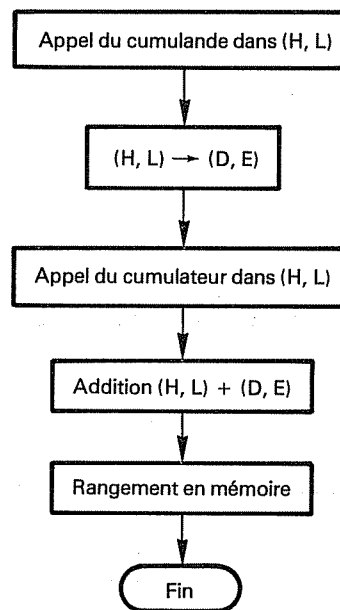 Appel du cumulande dans (H, L)
(H, L) → (D, E)
Appel du cumulateur dans (H, L)
Addition (H, L) + (D, E)
Rangement en mémoire
Fin